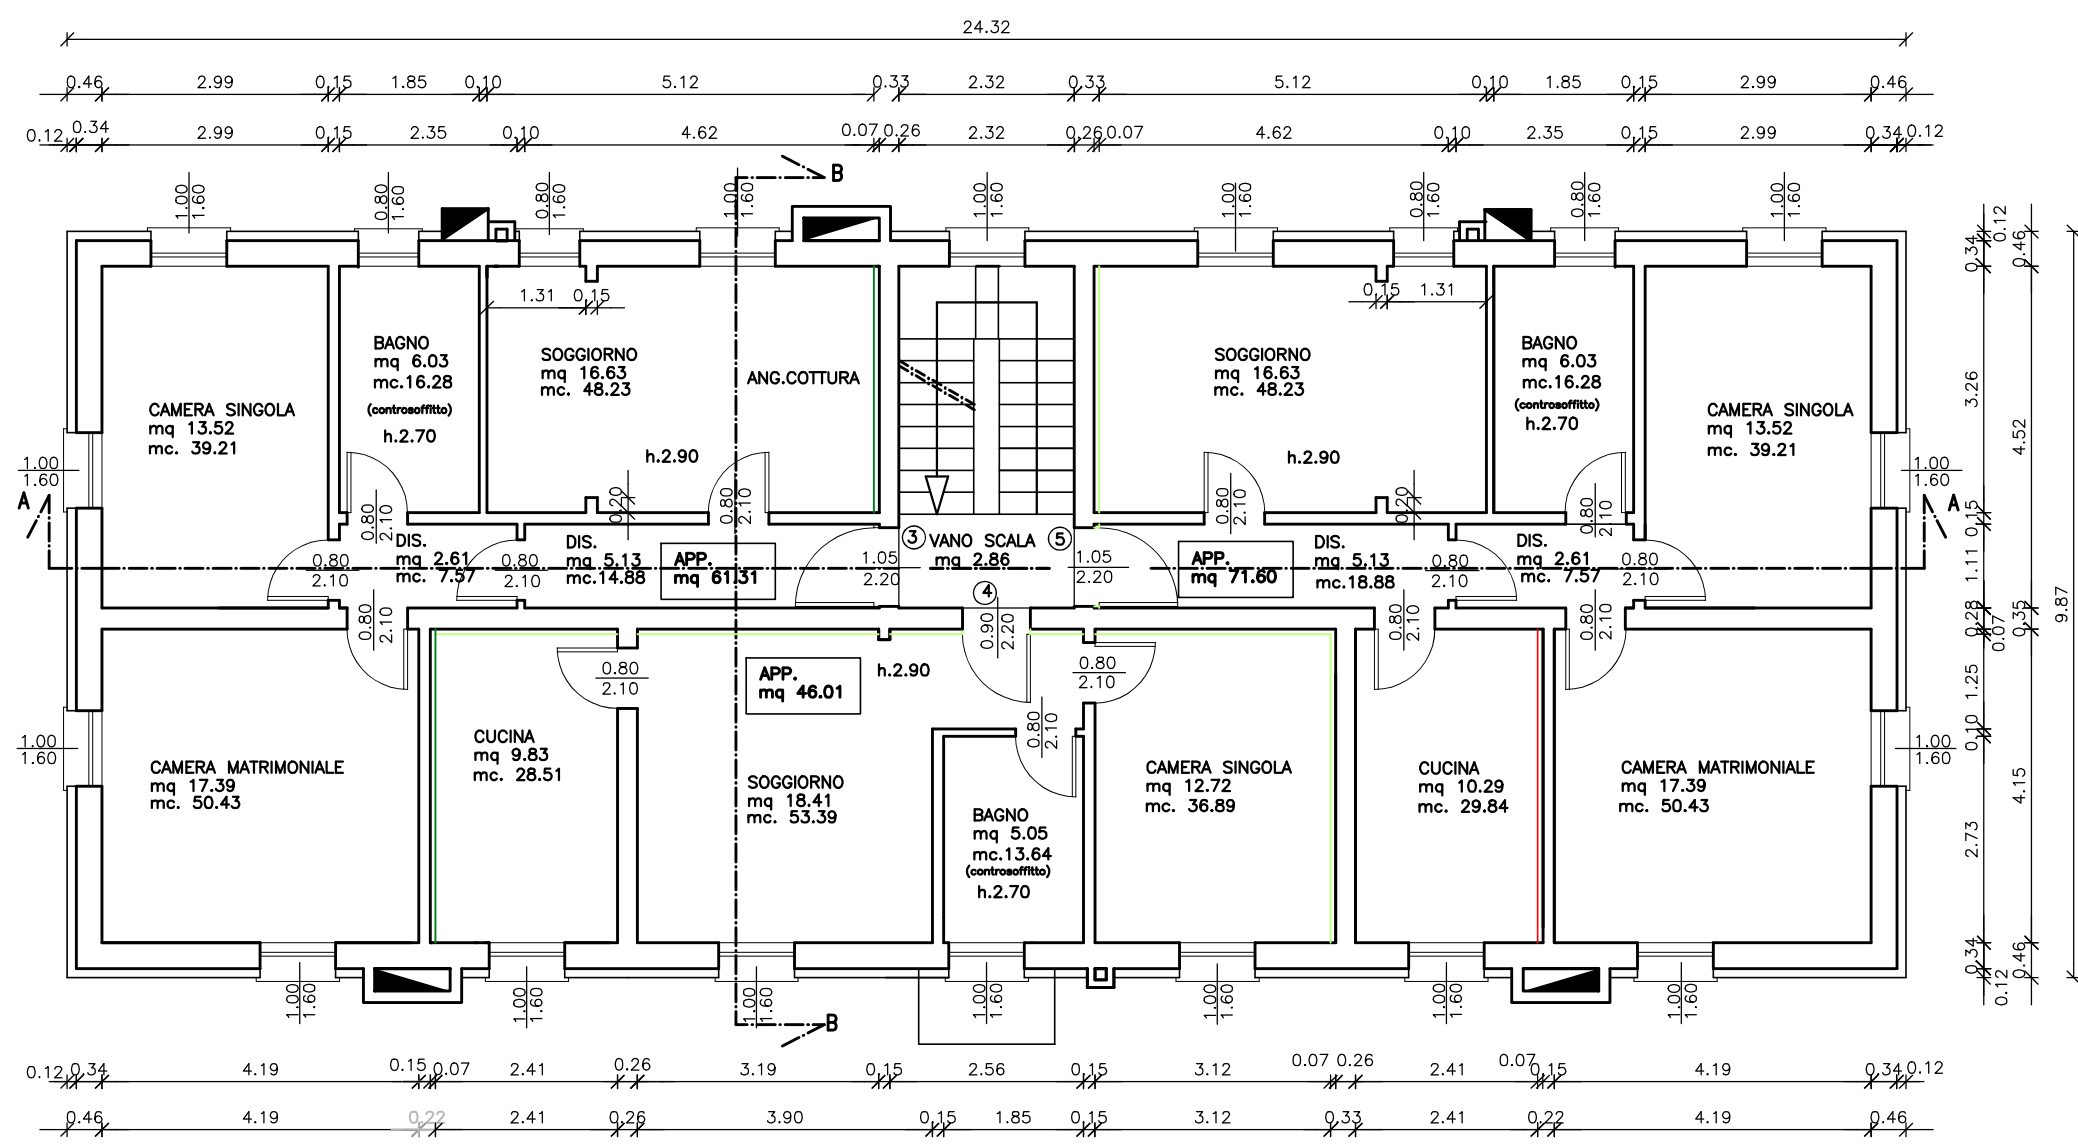 24.32
0.46 2.99 0.15 1.85 0.10 5.12 0.33 2.32 0.33 5.12 0.10 1.85 0.15 2.99 0.46
0.12 0.34 2.99 0.15 2.35 0.10 4.62 0.07 0.26 2.32 0.26 0.07 4.62 0.10 2.35 0.15 2.99 0.34 0.12
B
1.00 1.60
0.80 1.60
0.80 1.60
1.00 1.60
1.00 1.60
1.00 1.60
0.80 1.60
0.80 1.60
1.00 1.60
1.31 0.15
0.15 1.31
BAGNO
mq 6.03
mc.16.28
(controsoffitto)
h.2.70
SOGGIORNO
mq 16.63
mc. 48.23
ANG.COTTURA
h.2.90
CAMERA SINGOLA
mq 13.52
mc. 39.21
SOGGIORNO
mq 16.63
mc. 48.23
h.2.90
BAGNO
mq 6.03
mc.16.28
(controsoffitto)
h.2.70
CAMERA SINGOLA
mq 13.52
mc. 39.21
1.00
1.60
A
1.00
1.60
A
0.80 2.10
0.20
0.80 2.10
0.80 2.10
0.20
0.80 2.10
0.80
2.10
DIS.
mq 2.61
mc. 7.57
0.80
2.10
DIS.
mq 5.13
mc.14.88
APP.
mq 61.31
1.05
2.20
3
VANO SCALA
mq 2.86
5
4
1.05
2.20
APP.
mq 71.60
DIS.
mq 5.13
mc.18.88
0.80
2.10
DIS.
mq 2.61
mc. 7.57
0.80
2.10
0.80 2.10
0.90 2.20
0.80 2.10
0.80 2.10
0.80
2.10
APP.
mq 46.01
h.2.90
0.80
2.10
0.80 2.10
1.00
1.60
1.00
1.60
CAMERA MATRIMONIALE
mq 17.39
mc. 50.43
CUCINA
mq 9.83
mc. 28.51
SOGGIORNO
mq 18.41
mc. 53.39
BAGNO
mq 5.05
mc.13.64
(controsoffitto)
h.2.70
CAMERA SINGOLA
mq 12.72
mc. 36.89
CUCINA
mq 10.29
mc. 29.84
CAMERA MATRIMONIALE
mq 17.39
mc. 50.43
0.12
0.34
3.26
0.15
1.11
0.28
0.07
1.25
0.10
2.73
0.34
0.12
0.46
4.52
0.35
4.15
0.46
9.87
1.00 1.60
1.00 1.60
1.00 1.60
1.00 1.60
1.00 1.60
1.00 1.60
1.00 1.60
B
0.12 0.34 4.19 0.15 0.07 2.41 0.26 3.19 0.15 2.56 0.15 3.12 0.07 0.26 2.41 0.07 0.15 4.19 0.34 0.12
0.46 4.19 0.22 2.41 0.26 3.90 0.15 1.85 0.15 3.12 0.33 2.41 0.22 4.19 0.46